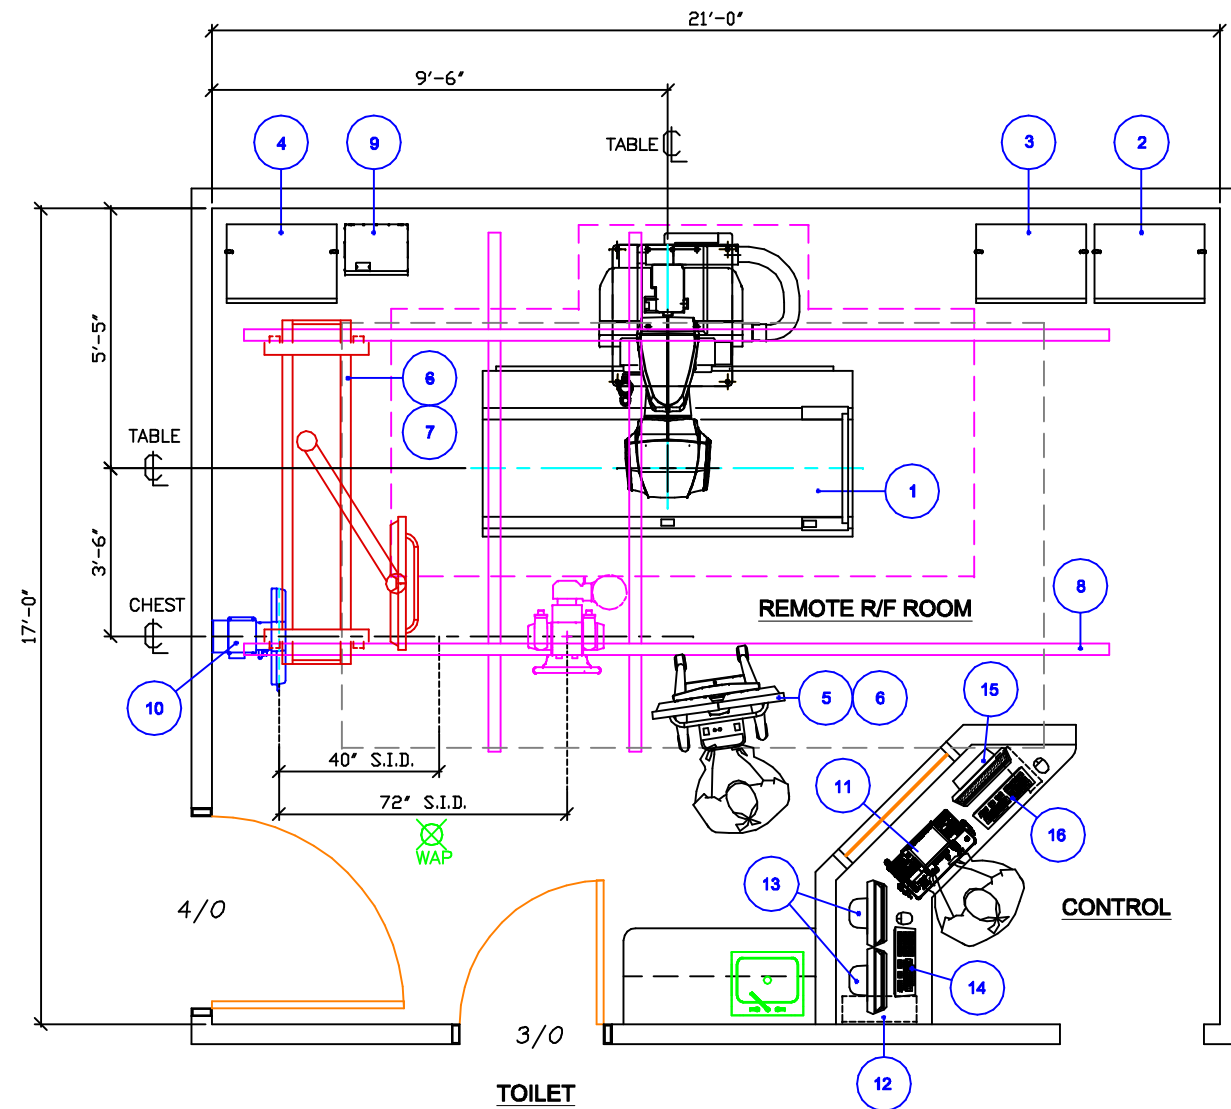 21'-0"
9'-6"
TABLE
4
9
3
2
5'-5"
6
7
TABLE
1
3'-6"
17'-0"
CHEST
REMOTE R/F ROOM
8
10
5
6
15
40" S.I.D.
72" S.I.D.
11
16
WAP
13
4/0
CONTROL
14
3/0
12
TOILET